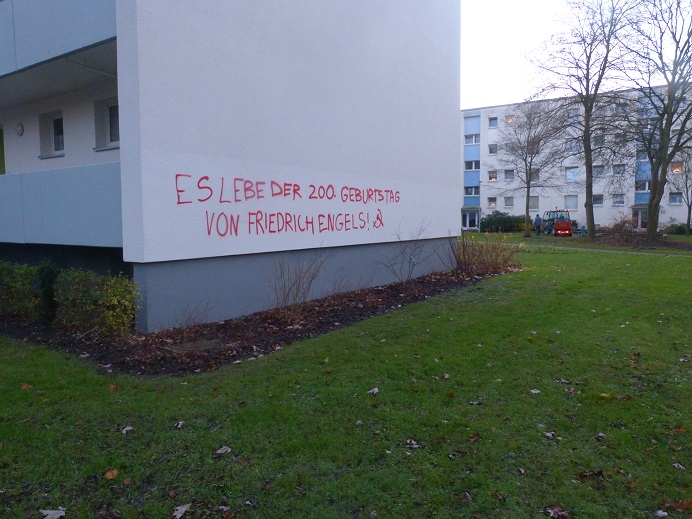 ES LEBE DER 200. GEBURTSTAG
VON FRIEDRICH ENGELS! ☭